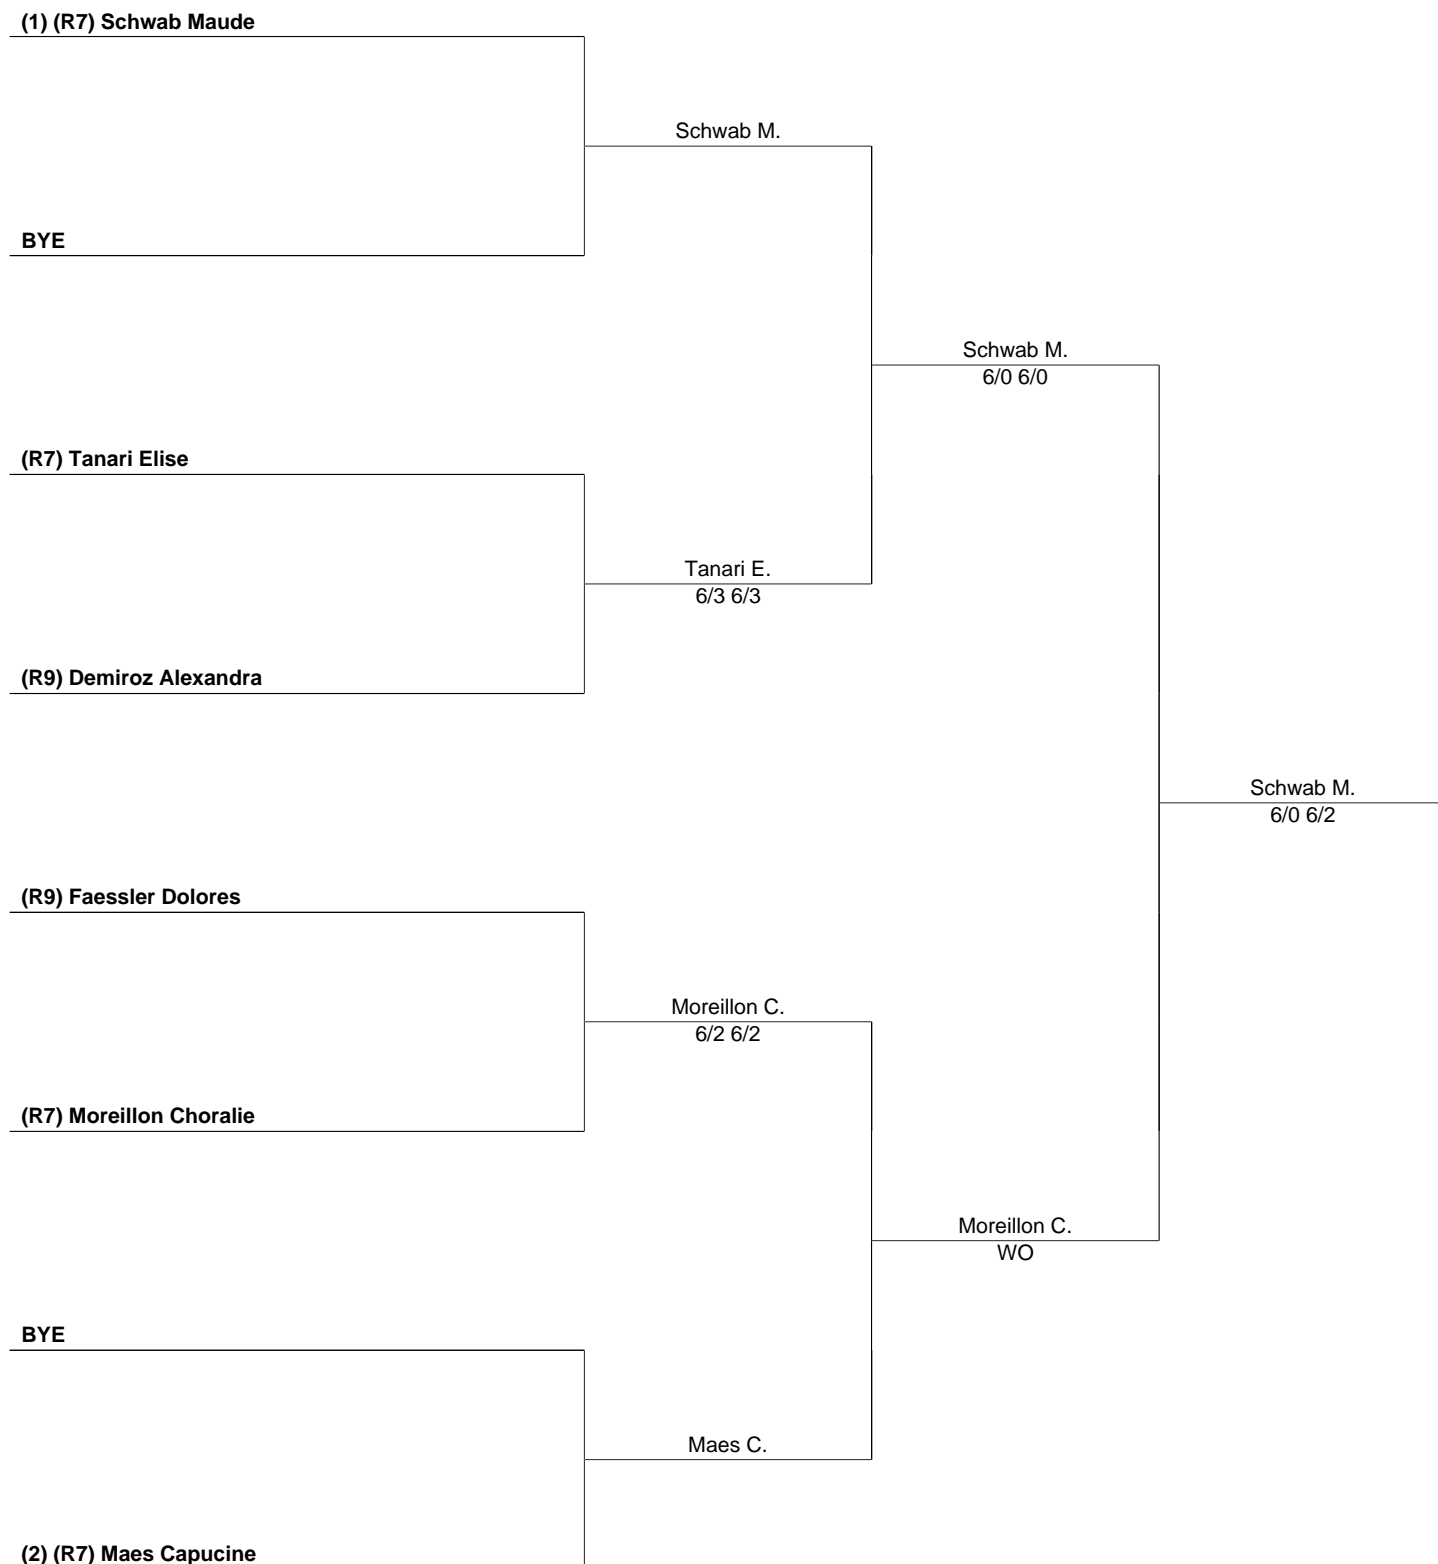 (1) (R7) Schwab Maude
Schwab M.
BYE
Schwab M.
6/0 6/0
(R7) Tanari Elise
Tanari E.
6/3 6/3
(R9) Demiroz Alexandra
Schwab M.
6/0 6/2
(R9) Faessler Dolores
Moreillon C.
6/2 6/2
(R7) Moreillon Choralie
Moreillon C.
WO
BYE
Maes C.
(2) (R7) Maes Capucine